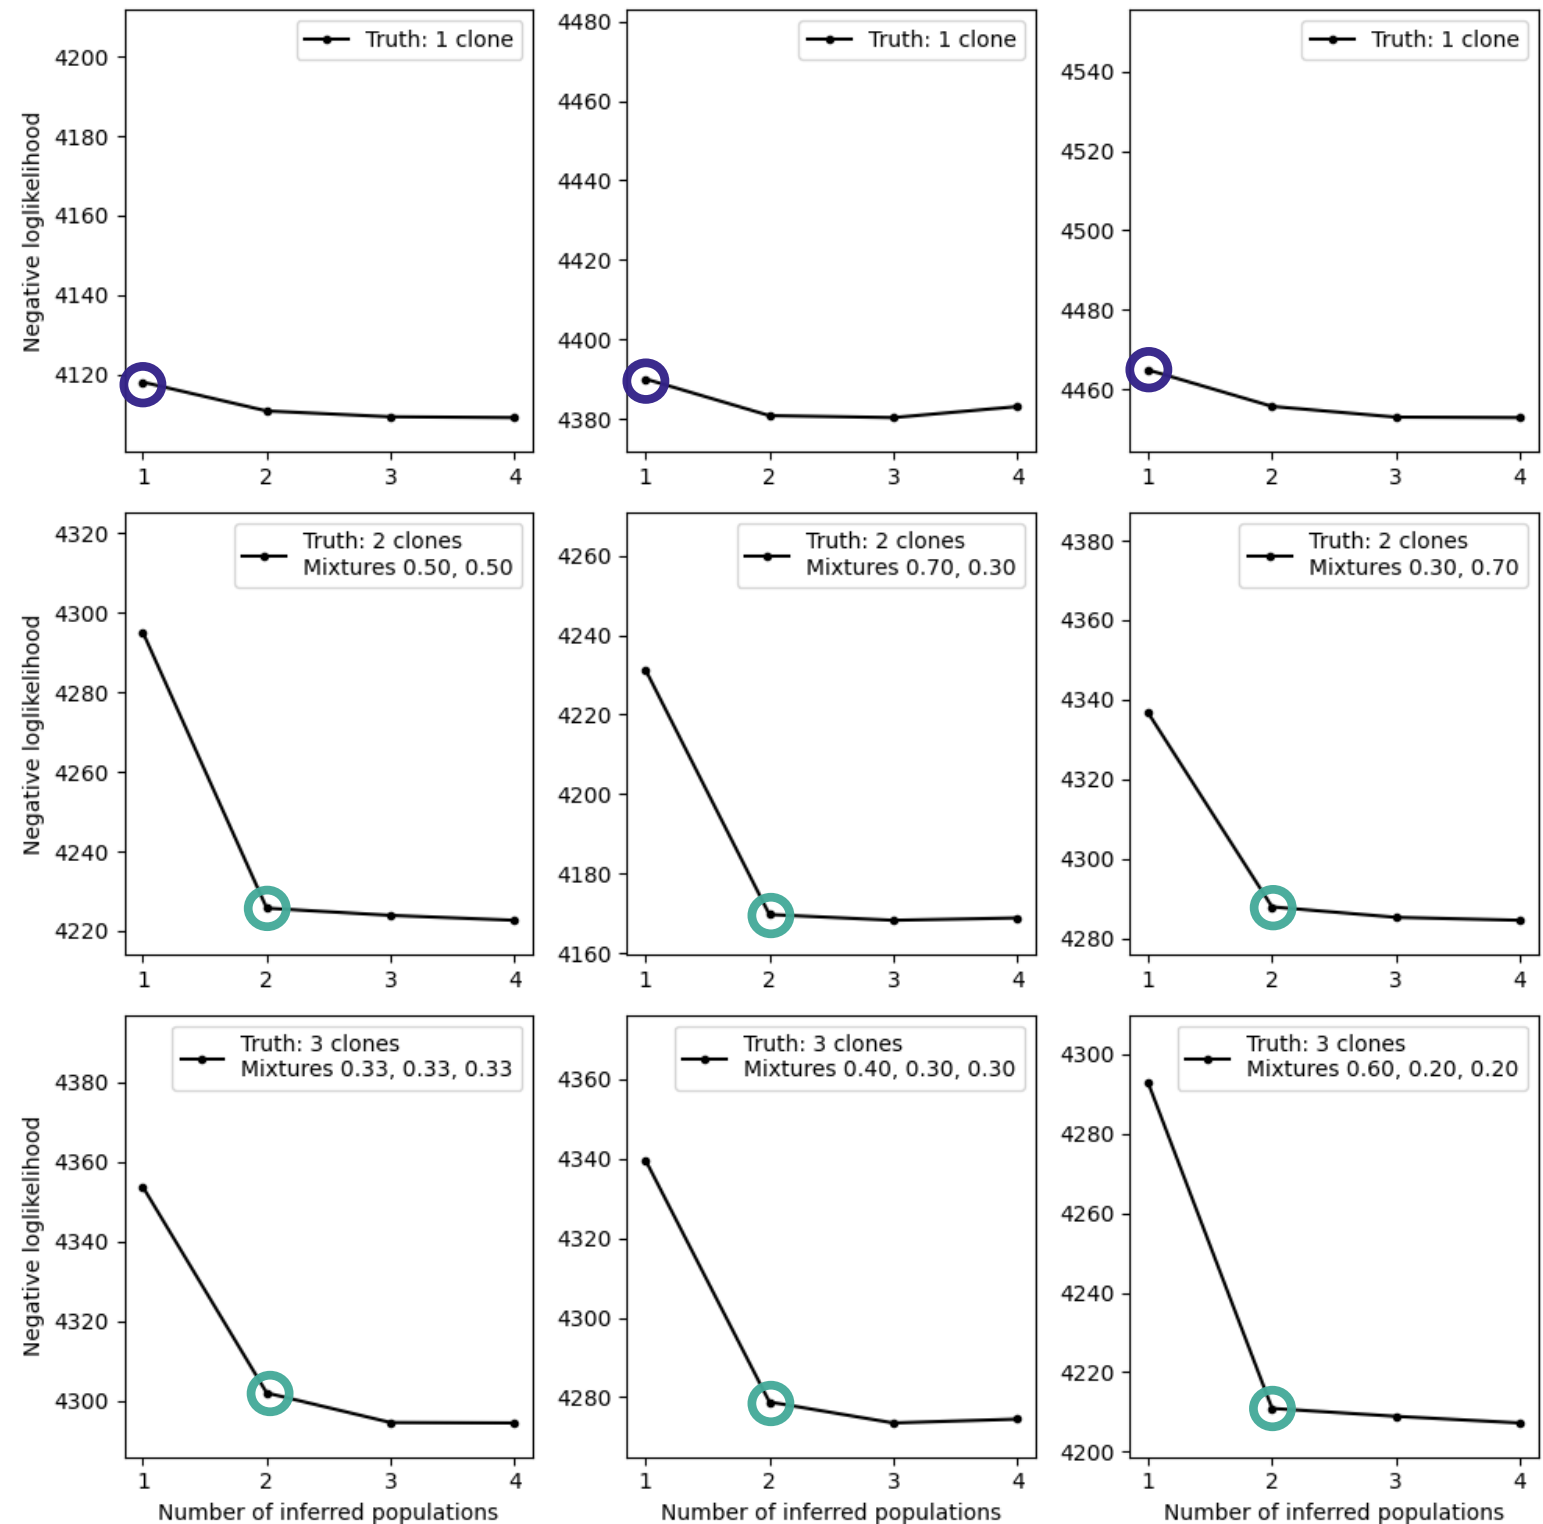 Truth: 1 clone
4200
4180
4160
4140
4120
Negative loglikelihood
1 2 3 4
Truth: 1 clone
4480
4460
4440
4420
4400
4380
1 2 3 4
Truth: 1 clone
4540
4520
4500
4480
4460
1 2 3 4
Truth: 2 clones
Mixtures 0.50, 0.50
4320
4300
4280
4260
4240
4220
Negative loglikelihood
1 2 3 4
Truth: 2 clones
Mixtures 0.70, 0.30
4260
4240
4220
4200
4180
4160
1 2 3 4
Truth: 2 clones
Mixtures 0.30, 0.70
4380
4360
4340
4320
4300
4280
1 2 3 4
Truth: 3 clones
Mixtures 0.33, 0.33, 0.33
4380
4360
4340
4320
4300
Negative loglikelihood
1 2 3 4
Number of inferred populations
Truth: 3 clones
Mixtures 0.40, 0.30, 0.30
4360
4340
4320
4300
4280
1 2 3 4
Number of inferred populations
Truth: 3 clones
Mixtures 0.60, 0.20, 0.20
4300
4280
4260
4240
4220
4200
1 2 3 4
Number of inferred populations